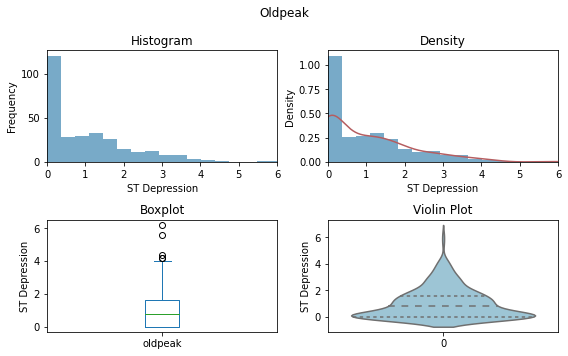 Oldpeak
Histogram
Frequency
100
50
0
0 1 2 3 4 5 6
ST Depression
Density
Density
1.00
0.75
0.50
0.25
0.00
0 1 2 3 4 5 6
ST Depression
Boxplot
ST Depression
6
4
2
0
oldpeak
Violin Plot
ST Depression
6
4
2
0
0